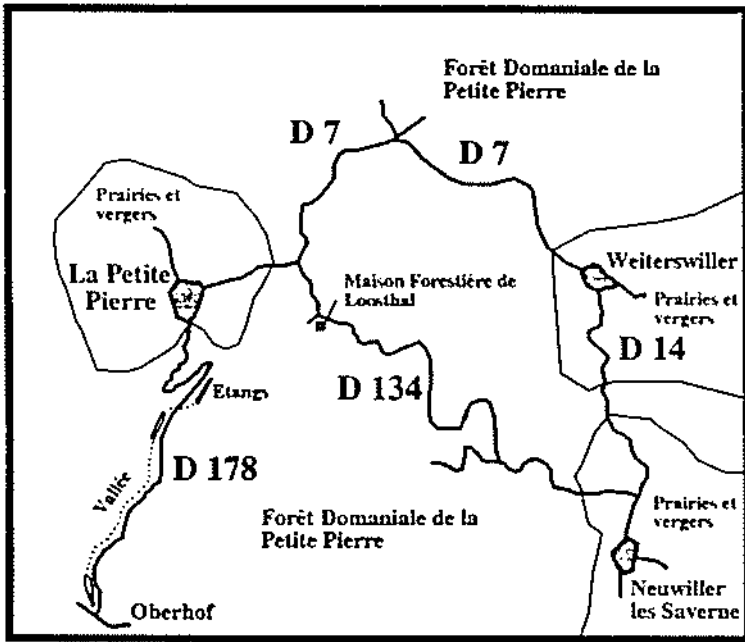 Forêt Domaniale de la
Petite Pierre
D 7
D 7
Prairies et
vergers
La Petite
Pierre
Maison Forestière de
Loosthal
Weiterswiller
Prairies et
vergers
D 14
Etangs
D 134
D 178
Vallée
Forêt Domaniale de la
Petite Pierre
Prairies et
vergers
Oberhof
Neuwiller
les Saverne